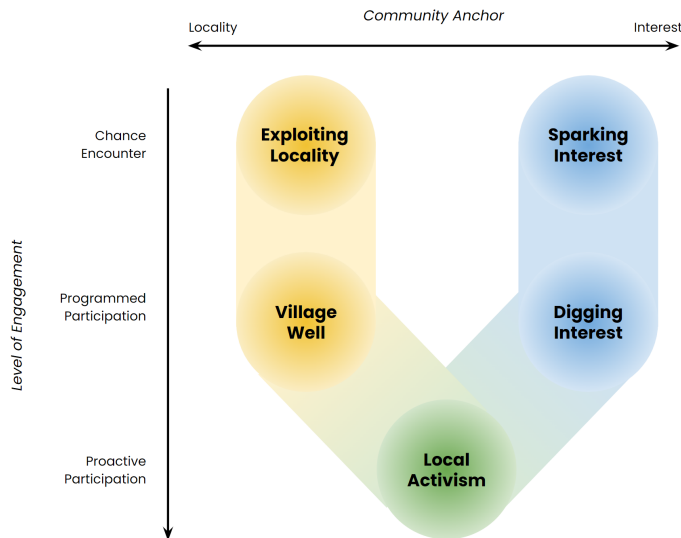 Community Anchor
Locality
Interest
Chance
Encounter
Exploiting
Locality
Sparking
Interest
Level of Engagement
Programmed
Participation
Village
Well
Digging
Interest
Proactive
Participation
Local
Activism